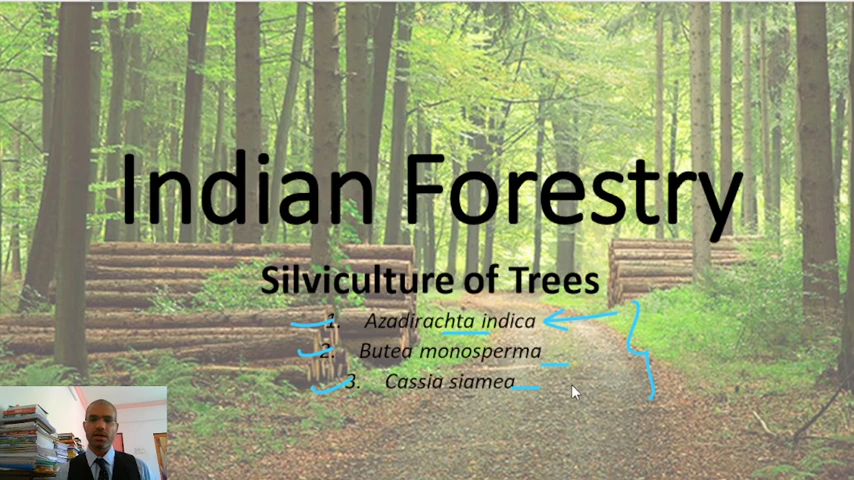 Indian Forestry
Silviculture of Trees
1. Azadirachta indica
2. Butea monosperma
3. Cassia siamea